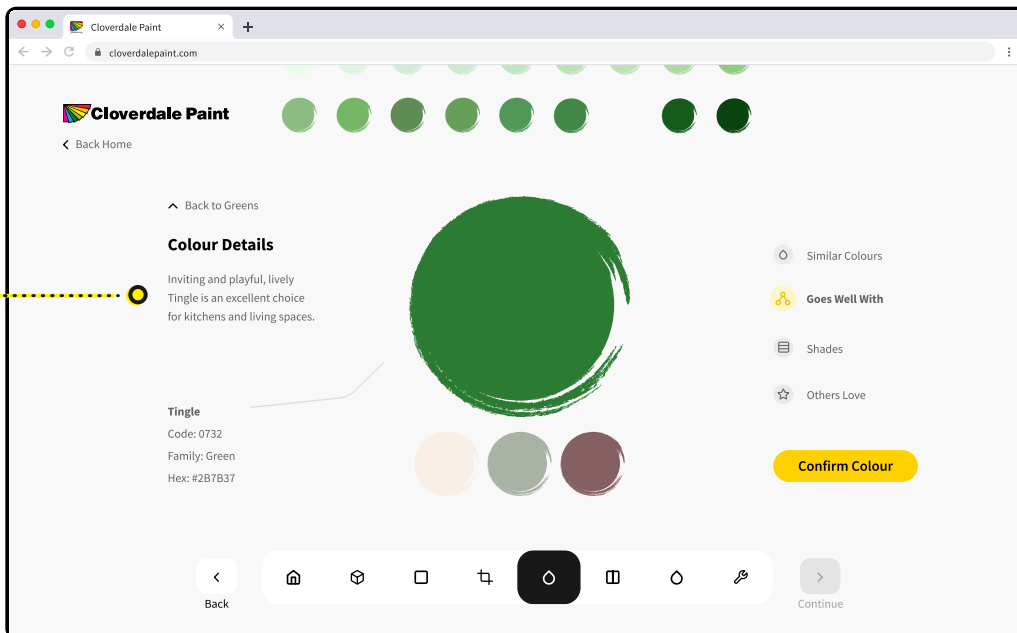 Cloverdale Paint
cloverdalepaint.com
Cloverdale Paint
Back Home
Back to Greens
Colour Details
Inviting and playful, lively
Tingle is an excellent choice
for kitchens and living spaces.
Similar Colours
Goes Well With
Shades
Others Love
Tingle
Code: 0732
Family: Green
Hex: #2B7B37
Confirm Colour
Back
Continue